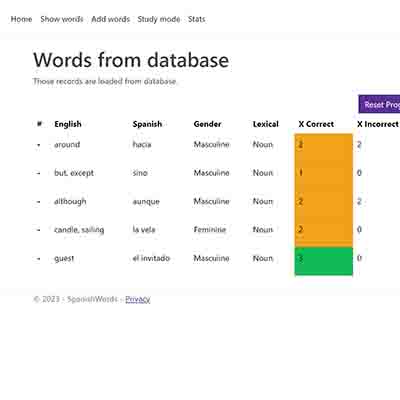 Home Show words Add words Study mode Stats
Words from database
Those records are loaded from database.
Reset
# English Spanish Gender Lexical X Correct X Incorrect
- around hacia Masculine Noun 2 2
- but, except sino Masculine Noun 1 0
- although aunque Masculine Noun 2 2
- candle, sailing la vela Feminine Noun 2 0
- guest el invitado Masculine Noun 3 0
© 2023 - SpanishWords - Privacy